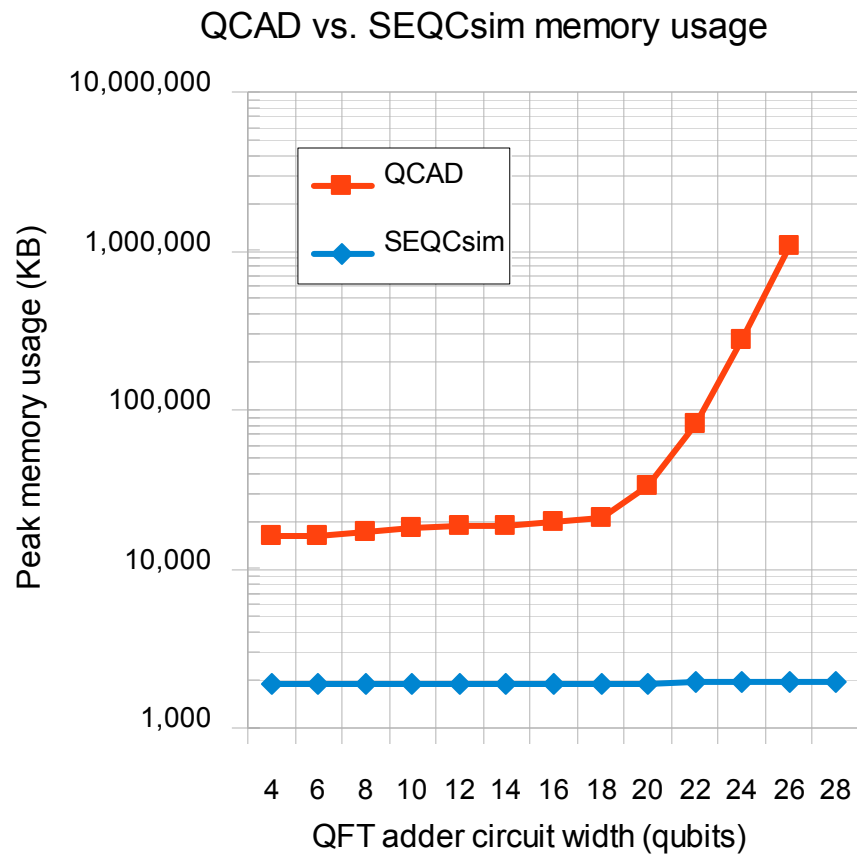 QCAD vs. SEQCsim memory usage
10,000,000
1,000,000
100,000
10,000
1,000
Peak memory usage (KB)
QCAD
SEQCsim
4 6 8 10 12 14 16 18 20 22 24 26 28
QFT adder circuit width (qubits)